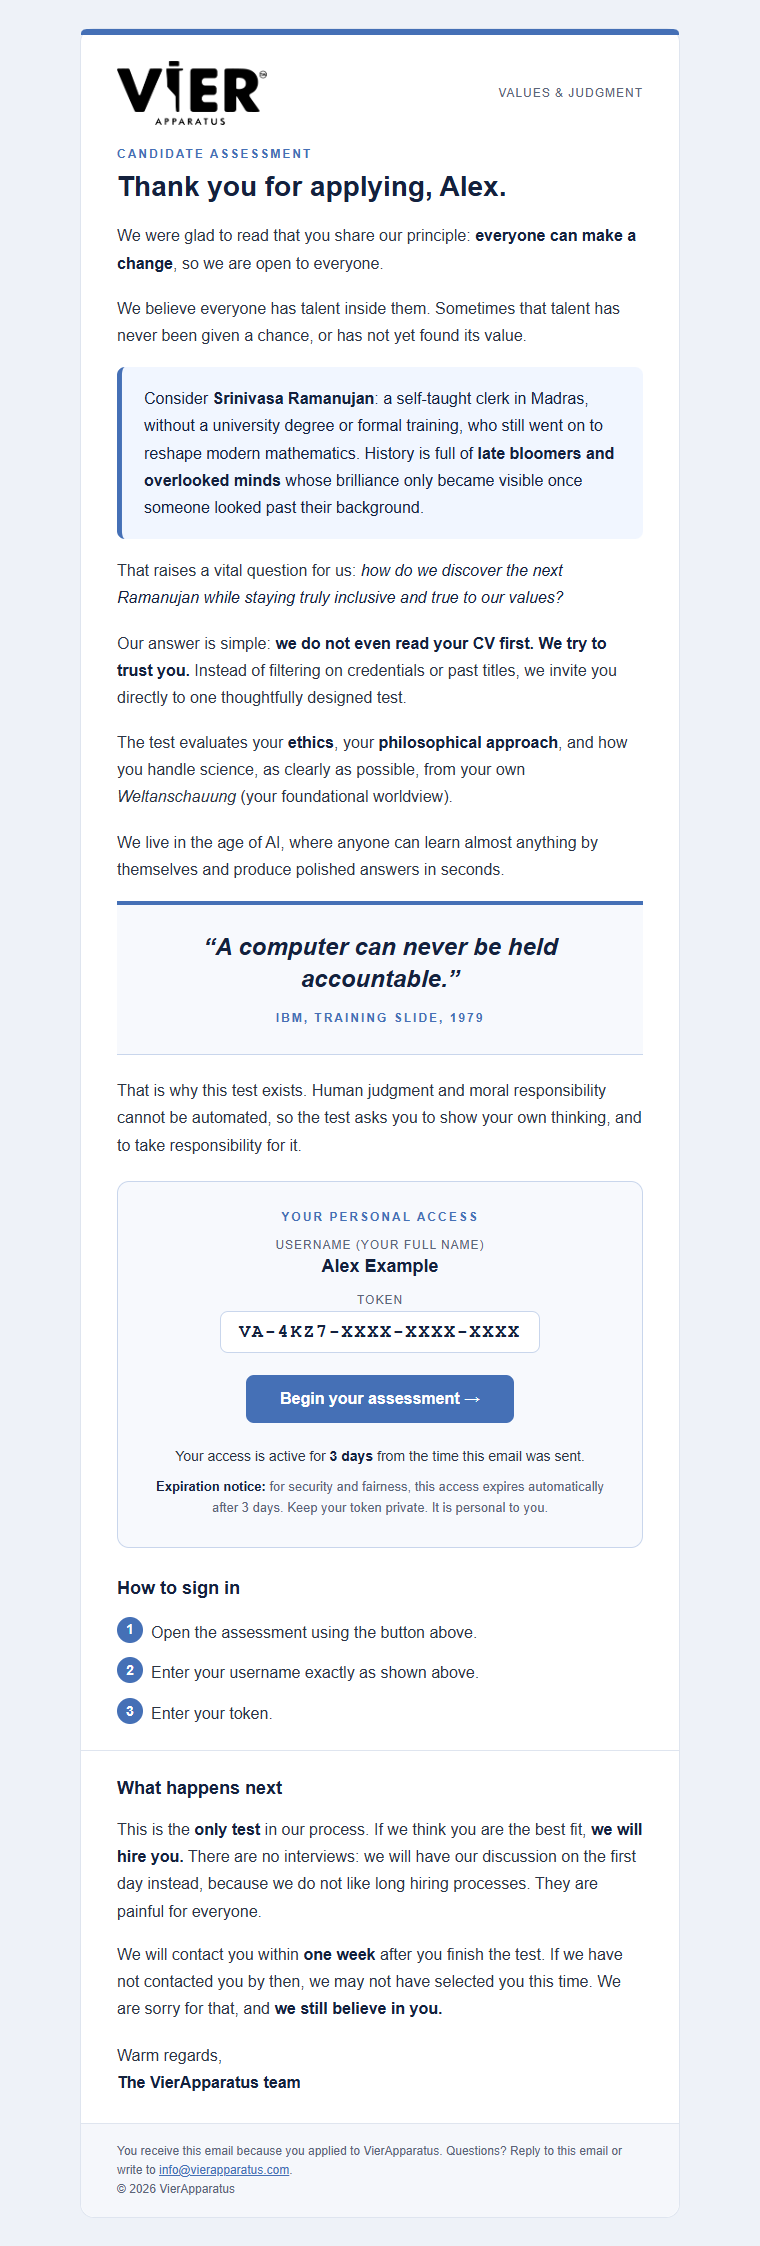 VIER
TM
APPARATUS
VALUES & JUDGMENT
CANDIDATE ASSESSMENT
Thank you for applying, Alex.
We were glad to read that you share our principle: everyone can make a
change, so we are open to everyone.
We believe everyone has talent inside them. Sometimes that talent has
never been given a chance, or has not yet found its value.
Consider Srinivasa Ramanujan: a self-taught clerk in Madras,
without a university degree or formal training, who still went on to
reshape modern mathematics. History is full of late bloomers and
overlooked minds whose brilliance only became visible once
someone looked past their background.
That raises a vital question for us: how do we discover the next
Ramanujan while staying truly inclusive and true to our values?
Our answer is simple: we do not even read your CV first. We try to
trust you. Instead of filtering on credentials or past titles, we invite you
directly to one thoughtfully designed test.
The test evaluates your ethics, your philosophical approach, and how
you handle science, as clearly as possible, from your own
Weltanschauung (your foundational worldview).
We live in the age of AI, where anyone can learn almost anything by
themselves and produce polished answers in seconds.
“A computer can never be held
accountable.”
IBM, TRAINING SLIDE, 1979
That is why this test exists. Human judgment and moral responsibility
cannot be automated, so the test asks you to show your own thinking, and
to take responsibility for it.
YOUR PERSONAL ACCESS
USERNAME (YOUR FULL NAME)
Alex Example
TOKEN
VA-4KZ7-XXXX-XXXX-XXXX
Begin your assessment →
Your access is active for 3 days from the time this email was sent.
Expiration notice: for security and fairness, this access expires automatically
after 3 days. Keep your token private. It is personal to you.
How to sign in
1 Open the assessment using the button above.
2 Enter your username exactly as shown above.
3 Enter your token.
What happens next
This is the only test in our process. If we think you are the best fit, we will
hire you. There are no interviews: we will have our discussion on the first
day instead, because we do not like long hiring processes. They are
painful for everyone.
We will contact you within one week after you finish the test. If we have
not contacted you by then, we may not have selected you this time. We
are sorry for that, and we still believe in you.
Warm regards,
The VierApparatus team
You receive this email because you applied to VierApparatus. Questions? Reply to this email or
write to info@vierapparatus.com.
© 2026 VierApparatus